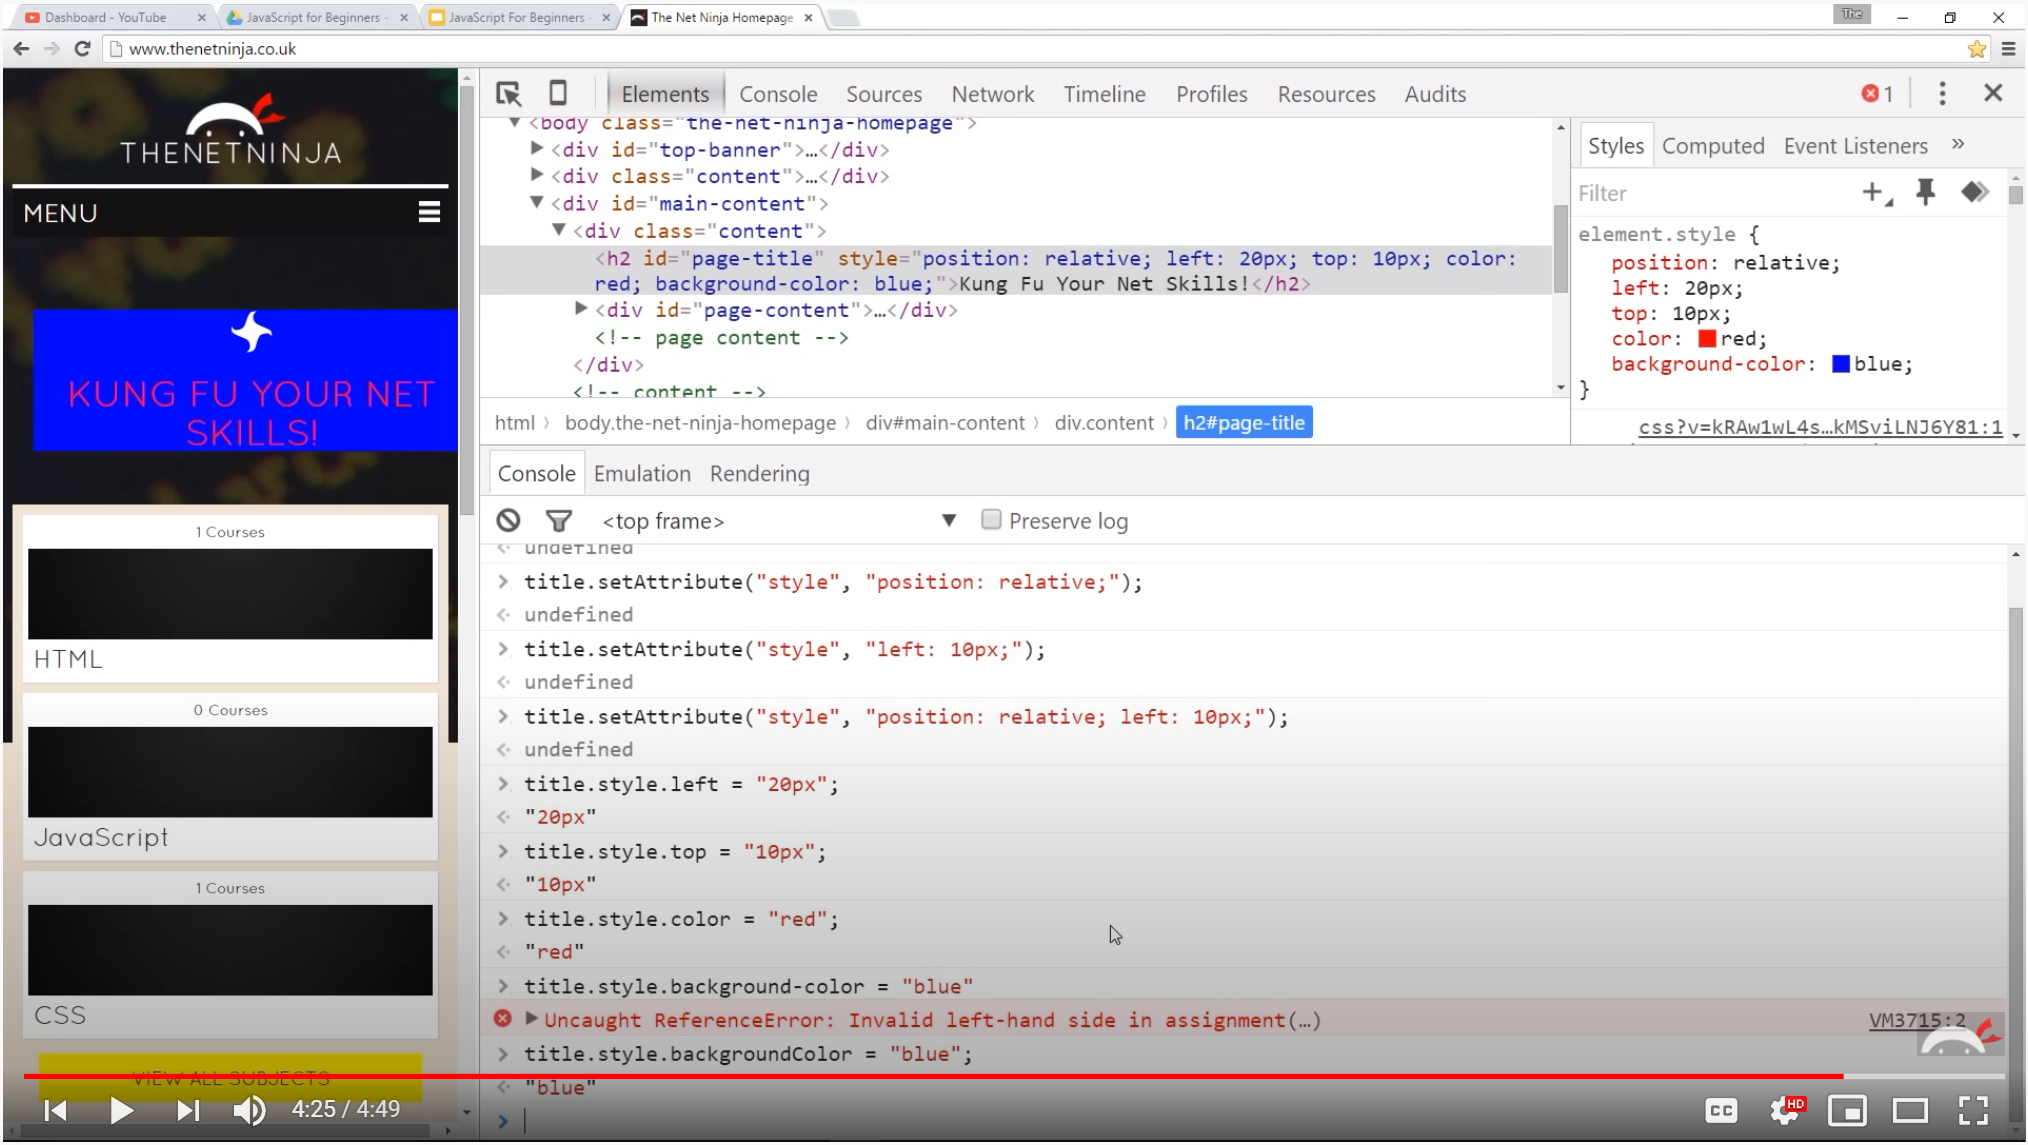 Dashboard - YouTube
JavaScript for Beginners -
JavaScript For Beginners -
The Net Ninja Homepage
The
www.thenetninja.co.uk
THENETNINJA
MENU
KUNG FU YOUR NET
SKILLS!
1 Courses
HTML
0 Courses
JavaScript
1 Courses
CSS
VIEW ALL SUBJECTS
Elements Console Sources Network Timeline Profiles Resources Audits
1
<body class="the-net-ninja-homepage">
<div id="top-banner">…</div>
<div class="content">…</div>
<div id="main-content">
<div class="content">
<h2 id="page-title" style="position: relative; left: 20px; top: 10px; color:
red; background-color: blue;">Kung Fu Your Net Skills!</h2>
<div id="page-content">…</div>
<!-- page content -->
</div>
<!-- content -->
html body.the-net-ninja-homepage div#main-content div.content h2#page-title
Styles Computed Event Listeners »
Filter
element.style {
position: relative;
left: 20px;
top: 10px;
color: red;
background-color: blue;
}
css?v=kRAw1wL4s…kMSviLNJ6Y81:1
Console Emulation Rendering
<top frame> ▼ Preserve log
undefined
> title.setAttribute("style", "position: relative;");
undefined
> title.setAttribute("style", "left: 10px;");
undefined
> title.setAttribute("style", "position: relative; left: 10px;");
undefined
> title.style.left = "20px";
"20px"
> title.style.top = "10px";
"10px"
> title.style.color = "red";
"red"
> title.style.background-color = "blue"
Uncaught ReferenceError: Invalid left-hand side in assignment(…) VM3715:2
> title.style.backgroundColor = "blue";
"blue"
>
4:25 / 4:49
CC HD